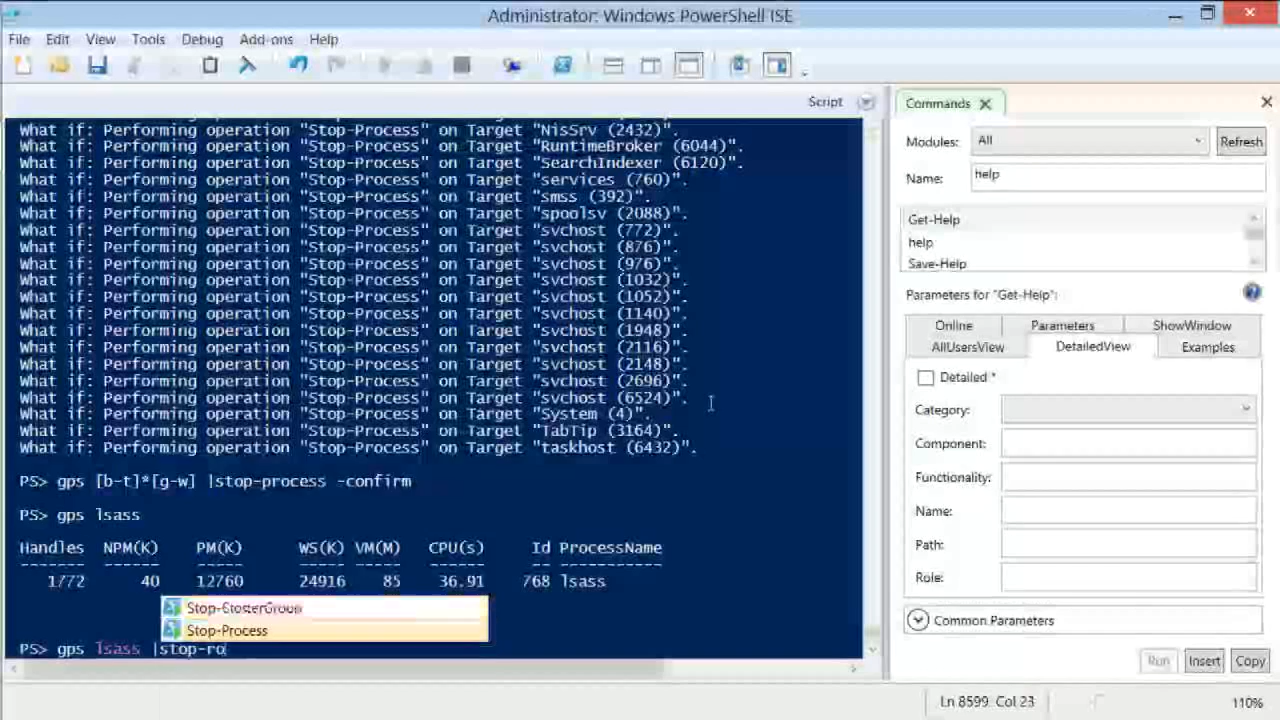 Administrator: Windows PowerShell ISE
File Edit View Tools Debug Add-ons Help
Script
What if: Performing operation "Stop-Process" on Target "NisSrv (2432)".
What if: Performing operation "Stop-Process" on Target "RuntimeBroker (6044)".
What if: Performing operation "Stop-Process" on Target "SearchIndexer (6120)".
What if: Performing operation "Stop-Process" on Target "services (760)".
What if: Performing operation "Stop-Process" on Target "smss (392)".
What if: Performing operation "Stop-Process" on Target "spoolsv (2088)".
What if: Performing operation "Stop-Process" on Target "svchost (772)".
What if: Performing operation "Stop-Process" on Target "svchost (876)".
What if: Performing operation "Stop-Process" on Target "svchost (976)".
What if: Performing operation "Stop-Process" on Target "svchost (1032)".
What if: Performing operation "Stop-Process" on Target "svchost (1052)".
What if: Performing operation "Stop-Process" on Target "svchost (1140)".
What if: Performing operation "Stop-Process" on Target "svchost (1948)".
What if: Performing operation "Stop-Process" on Target "svchost (2116)".
What if: Performing operation "Stop-Process" on Target "svchost (2148)".
What if: Performing operation "Stop-Process" on Target "svchost (2696)".
What if: Performing operation "Stop-Process" on Target "svchost (6524)".
What if: Performing operation "Stop-Process" on Target "System (4)".
What if: Performing operation "Stop-Process" on Target "TabTip (3164)".
What if: Performing operation "Stop-Process" on Target "taskhost (6432)".
PS> gps [b-t]*[g-w] |stop-process -confirm
PS> gps lsass
Handles NPM(K) PM(K) WS(K) VM(M) CPU(s) Id ProcessName
------- ------ ----- ----- ----- ------ -- -----------
1772 40 12760 24916 85 36.91 768 lsass
Stop-Process
PS> gps lsass |stop-ro
Commands
Modules: All Refresh
Name: help
Get-Help
help
Save-Help
Parameters for "Get-Help":
Online Parameters ShowWindow
AllUsersView DetailedView Examples
Detailed *
Category:
Component:
Functionality:
Name:
Path:
Role:
Common Parameters
Run Insert Copy
Ln 8599 Col 23 110%